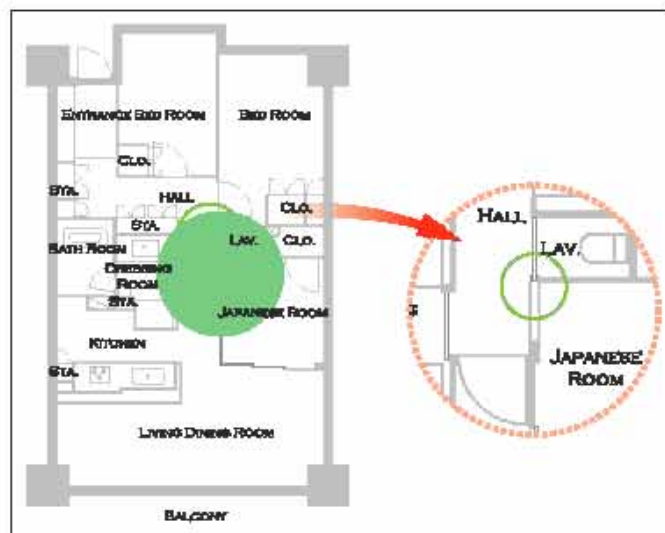 ENTRANCE BED ROOM
BED ROOM
CLO.
STA.
HALL
CLO.
STA.
LAV.
CLO.
BATH ROOM
DRESSING
ROOM
STA.
JAPANESE ROOM
KITCHEN
STA.
LIVING DINING ROOM
BALCONY
HALL
LAV.
JAPANESE
ROOM